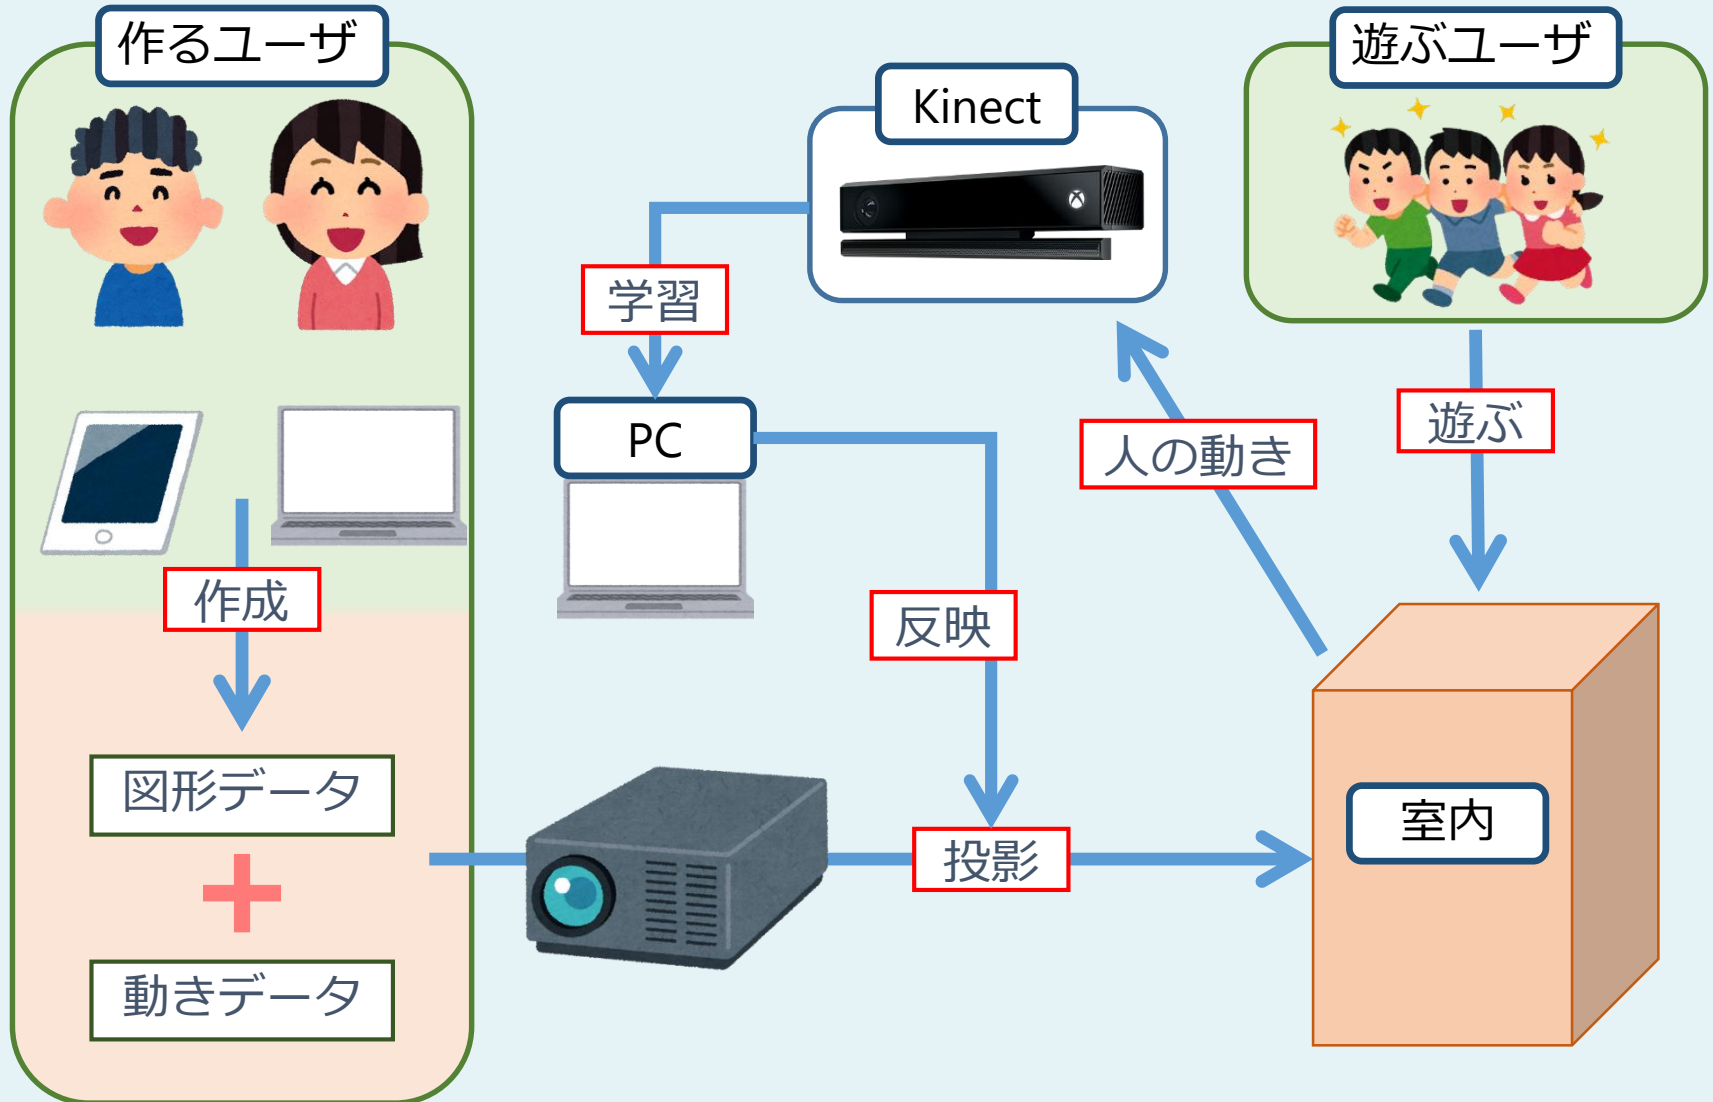 作るユーザ
遊ぶユーザ
Kinect
学習
PC
人の動き
遊ぶ
作成
反映
図形データ
動きデータ
投影
室内